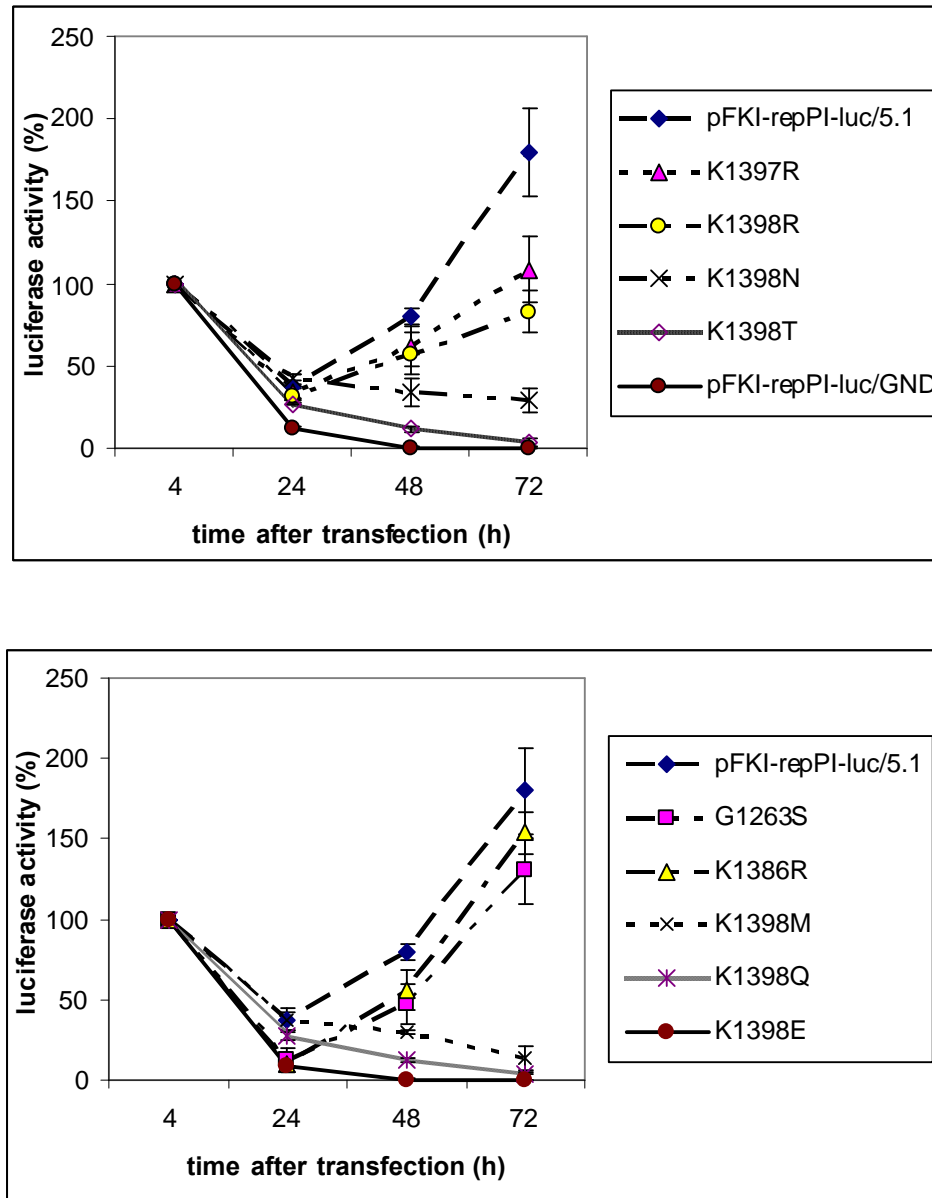 250
200
150
100
50
0
luciferase activity (%)
4 24 48 72
time after transfection (h)
pFKI-repPI-luc/5.1
K1397R
K1398R
K1398N
K1398T
pFKI-repPI-luc/GND
250
200
150
100
50
0
luciferase activity (%)
4 24 48 72
time after transfection (h)
pFKI-repPI-luc/5.1
G1263S
K1386R
K1398M
K1398Q
K1398E